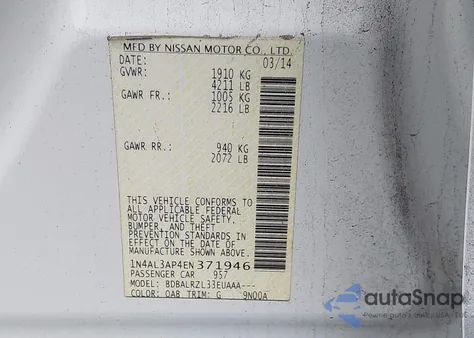 MFD BY NISSAN MOTOR CO., LTD.
DATE: 03/14
GVWR: 1910 KG
4211 LB
GAWR FR.: 1005 KG
2216 LB
GAWR RR.: 940 KG
2072 LB
THIS VEHICLE CONFORMS TO
ALL APPLICABLE FEDERAL
MOTOR VEHICLE SAFETY,
BUMPER, AND THEFT
PREVENTION STANDARDS IN
EFFECT ON THE DATE OF
MANUFACTURE SHOWN ABOVE.
1N4AL3AP4EN371946
PASSENGER CAR 957
MODEL: BDBALRZL33EUAAA---
COLOR: QAB TRIM: G 9N00A
autoSnap